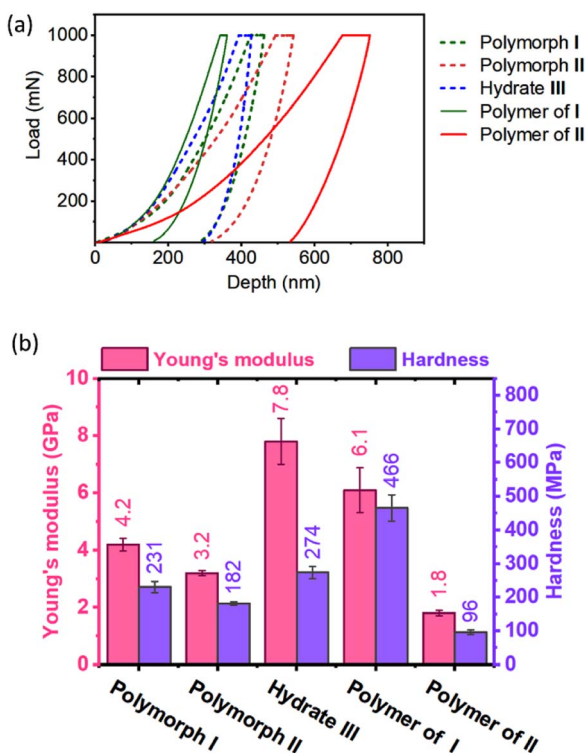 (a)
1000
800
600
400
200
Load (mN)
0 200 400 600 800
Depth (nm)
Polymorph I
Polymorph II
Hydrate III
Polymer of I
Polymer of II
(b)
Young's modulus Hardness
Young's modulus (GPa)
10
8
6
4
2
0
4.2
231
3.2
182
7.8
274
6.1
466
1.8
96
800
700
600
500
400
300
200
100
0
Hardness (MPa)
Polymorph I
Polymorph II
Hydrate III
Polymer of I
Polymer of II